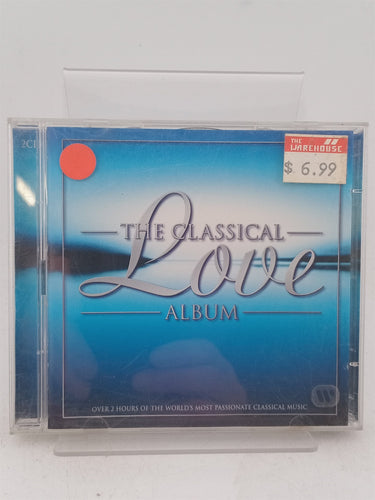 2CD
THE
WAREHOUSE
$ 6.99
THE CLASSICAL
Love
ALBUM
OVER 2 HOURS OF THE WORLD'S MOST PASSIONATE CLASSICAL MUSIC